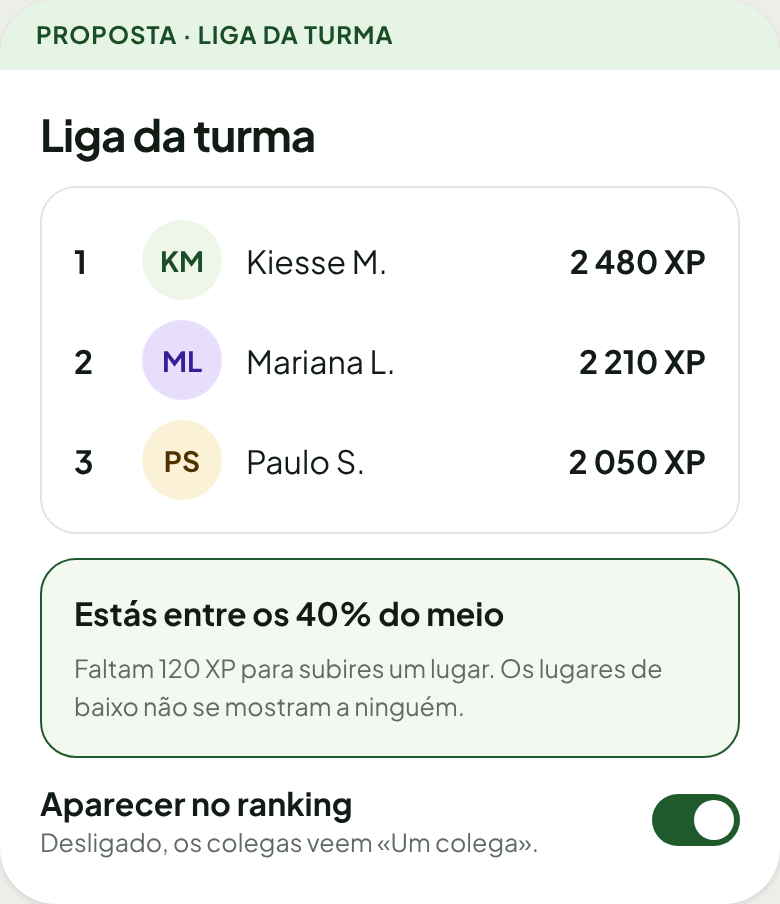 PROPOSTA · LIGA DA TURMA
Liga da turma
1 KM Kiesse M. 2 480 XP
2 ML Mariana L. 2 210 XP
3 PS Paulo S. 2 050 XP
Estás entre os 40% do meio
Faltam 120 XP para subires um lugar. Os lugares de
baixo não se mostram a ninguém.
Aparecer no ranking
Desligado, os colegas veem «Um colega».